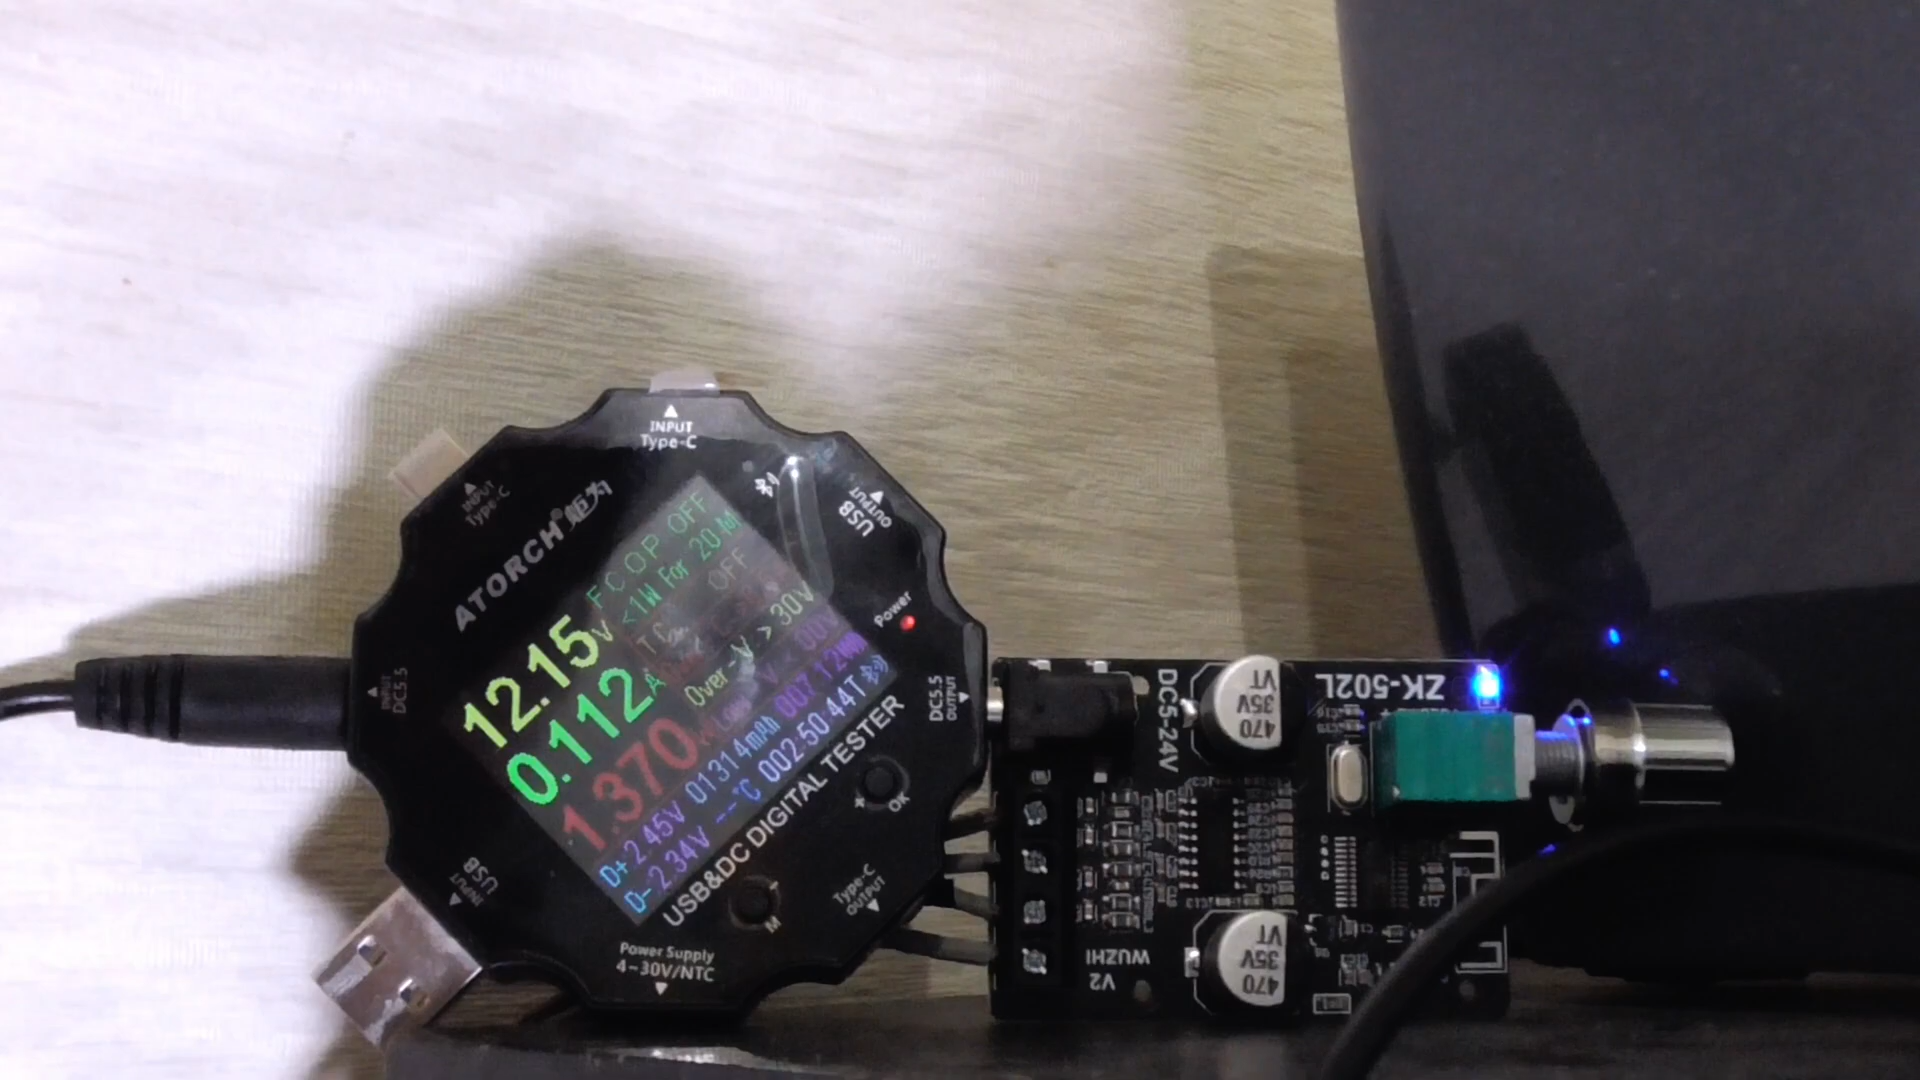 INPUT
Type-C
INPUT
Type-C
ATORCH®炬为
USB
OUTPUT
Power
INPUT
DC5.5
DC5.5
OUTPUT
FCOP OFF
<1W For 20
OFF
Over-V > 30V
12.15V
0.112A
1.370W
01314mAh 00712
D+2.45V
D-2.34V --°C 002:50:44T
USB&DC DIGITAL TESTER
OK
M
INPUT
USB
Type-C
OUTPUT
Power Supply
4~30V/NTC
DC5-24V
ZK-502L
470
35V
VT
470
35V
VT
WUZHI
V2